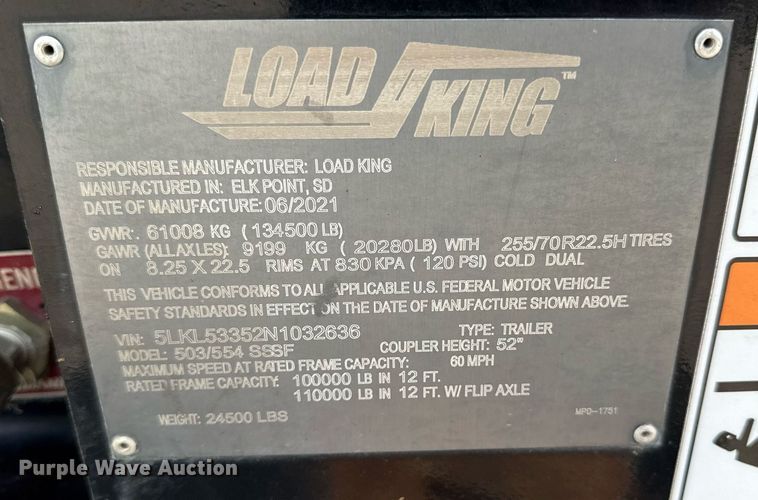 LOAD KING™
RESPONSIBLE MANUFACTURER: LOAD KING
MANUFACTURED IN: ELK POINT, SD
DATE OF MANUFACTURE: 06/2021
GVWR: 61008 KG (134500 LB)
GAWR (ALL AXLES): 9199 KG (20280LB) WITH 255/70R22.5H TIRES
ON 8.25 X 22.5 RIMS AT 830 KPA (120 PSI) COLD DUAL
THIS VEHICLE CONFORMS TO ALL APPLICABLE U.S. FEDERAL MOTOR VEHICLE
SAFETY STANDARDS IN EFFECT ON THE DATE OF MANUFACTURE SHOWN ABOVE.
VIN: 5LKL53352N1032636 TYPE: TRAILER
MODEL: 503/554 SSSF COUPLER HEIGHT: 52"
MAXIMUM SPEED AT RATED FRAME CAPACITY: 60 MPH
RATED FRAME CAPACITY: 100000 LB IN 12 FT.
110000 LB IN 12 FT. W/ FLIP AXLE
WEIGHT: 24500 LBS MPD-1751
Purple Wave Auction